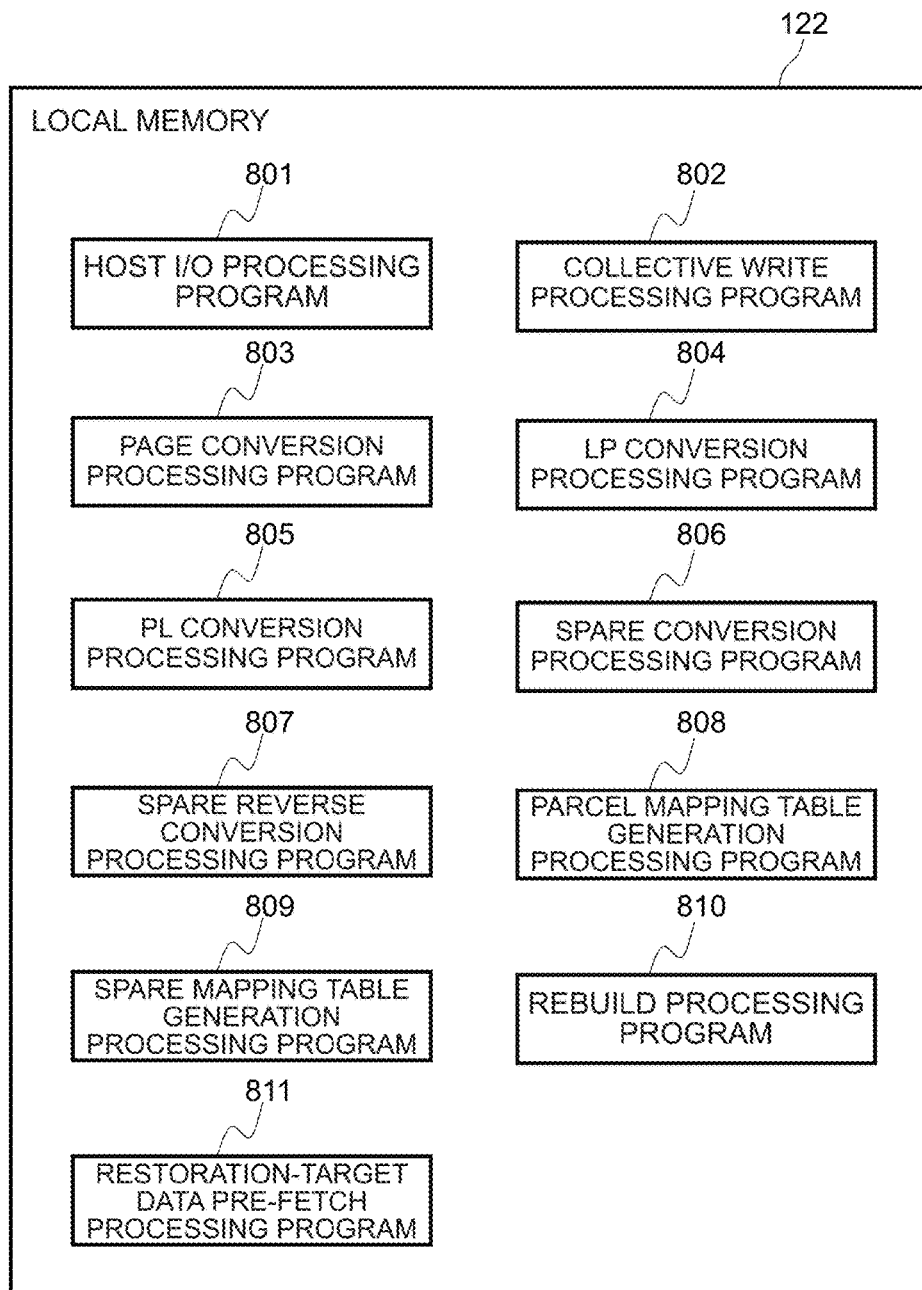 122
LOCAL MEMORY
801
HOST I/O PROCESSING
PROGRAM
802
COLLECTIVE WRITE
PROCESSING PROGRAM
803
PAGE CONVERSION
PROCESSING PROGRAM
804
LP CONVERSION
PROCESSING PROGRAM
805
PL CONVERSION
PROCESSING PROGRAM
806
SPARE CONVERSION
PROCESSING PROGRAM
807
SPARE REVERSE
CONVERSION
PROCESSING PROGRAM
808
PARCEL MAPPING TABLE
GENERATION
PROCESSING PROGRAM
809
SPARE MAPPING TABLE
GENERATION
PROCESSING PROGRAM
810
REBUILD PROCESSING
PROGRAM
811
RESTORATION-TARGET
DATA PRE-FETCH
PROCESSING PROGRAM